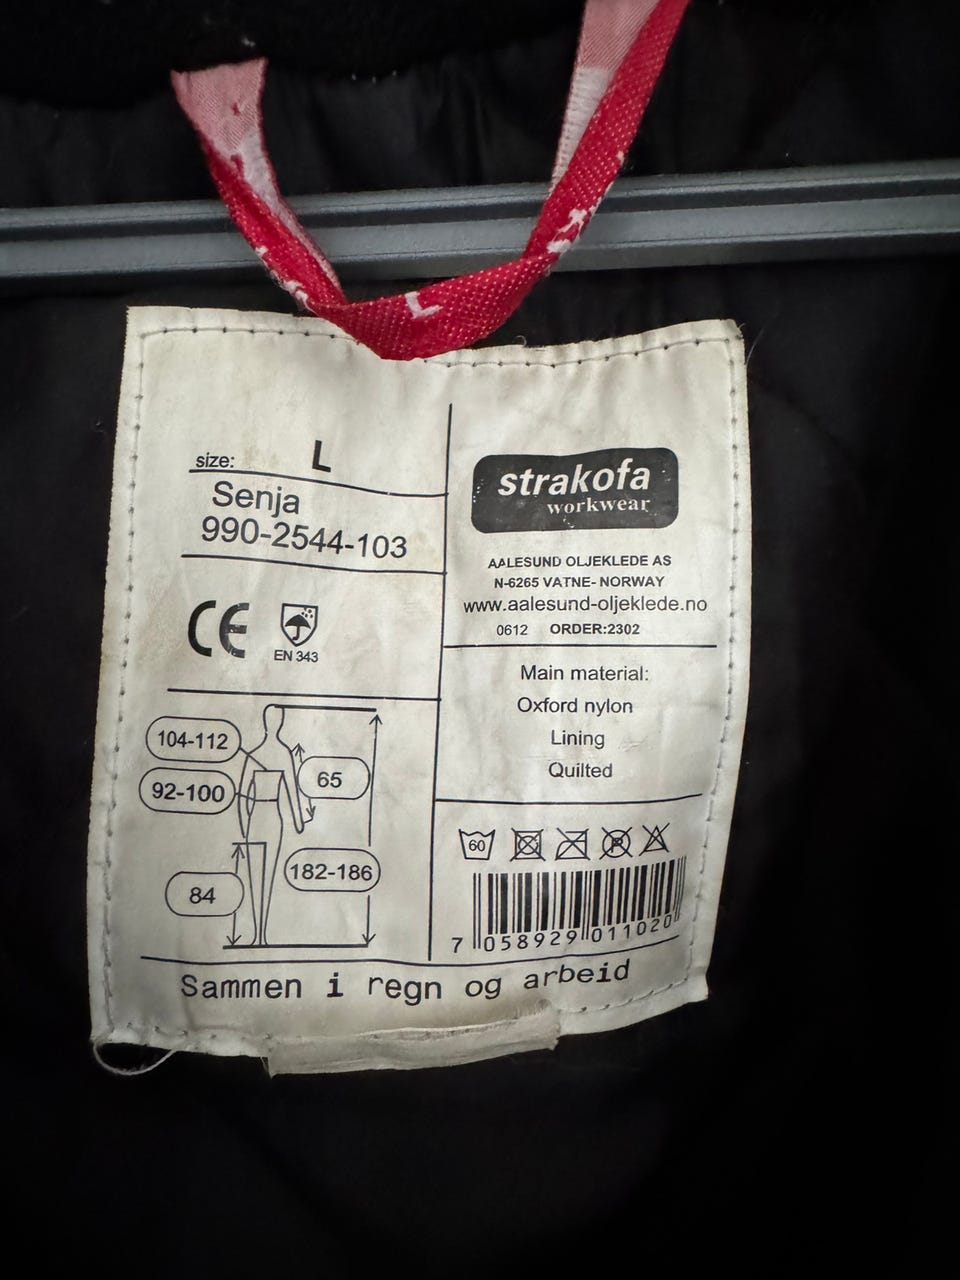 size: L
Senja
990-2544-103
CE
EN 343
104-112
92-100
65
182-186
84
strakofa
workwear
AALESUND OLJEKLEDE AS
N-6265 VATNE- NORWAY
www.aalesund-oljeklede.no
0612 ORDER:2302
Main material:
Oxford nylon
Lining
Quilted
60
P
7 058929 011020
Sammen i regn og arbeid